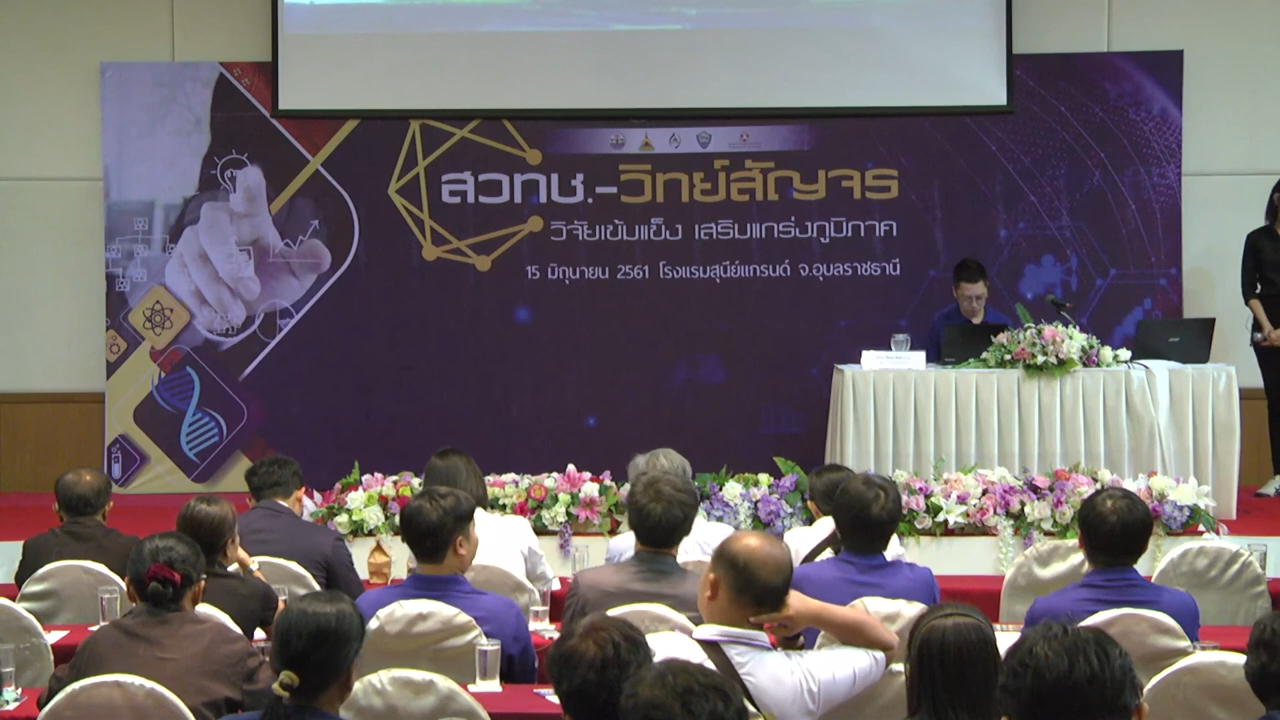 สวทช.-วิทย์สัญจร
วิจัยเข้มแข็ง เสริมแกร่งภูมิภาค
15 มิถุนายน 2561 โรงแรมสุนีย์แกรนด์ จ.อุบลราชธานี
acer